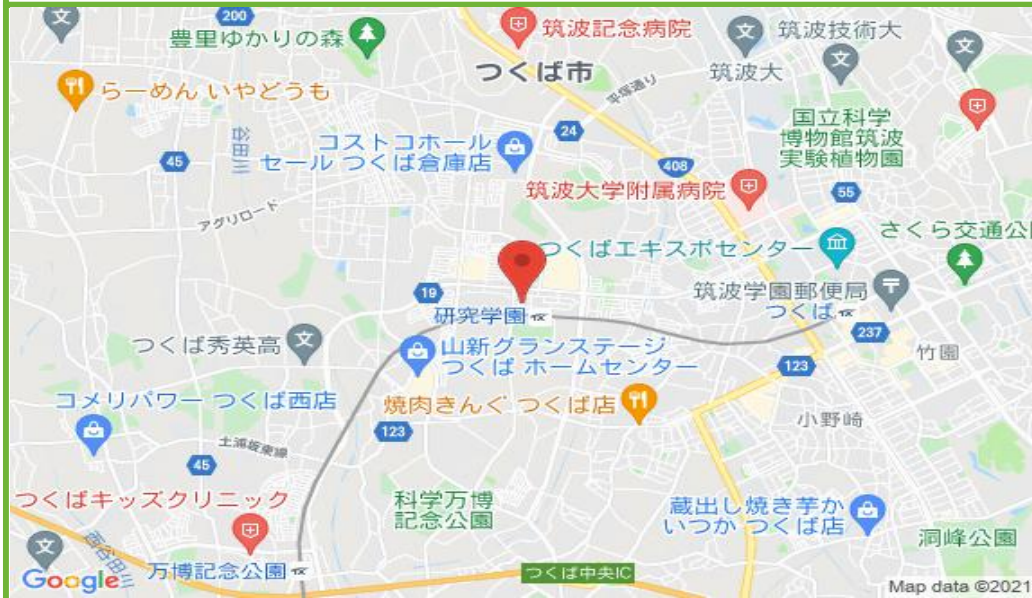 200
豊里ゆかりの森
筑波記念病院
筑波技術大
つくば市
筑波大
らーめん いやどうも
平塚通り
国立科学
博物館筑波
実験植物園
谷田川
コストコホール
セール つくば倉庫店
24
45
408
筑波大学附属病院
55
アグリロード
つくばエキスポセンター
さくら交通公
19
筑波学園郵便局
研究学園
つくば
237
つくば秀英高
山新グランステージ
つくば ホームセンター
竹園
123
コメリパワー つくば西店
焼肉きんぐ つくば店
小野崎
123
土浦坂東線
45
つくばキッズクリニック
科学万博
記念公園
蔵出し焼き芋か
いつか つくば店
洞峰公園
西谷田川
Google
万博記念公園
つくば中央IC
Map data ©2021